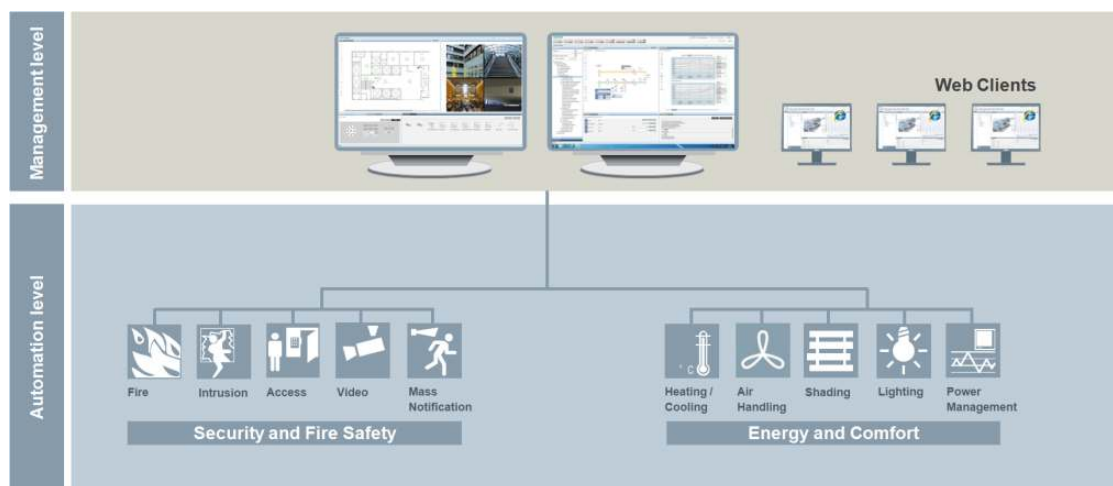 Management level
Web Clients
Automation level
Fire
Intrusion
Access
Video
Mass
Notification
Security and Fire Safety
° C
Heating /
Cooling
Air
Handling
Shading
Lighting
Power
Management
Energy and Comfort